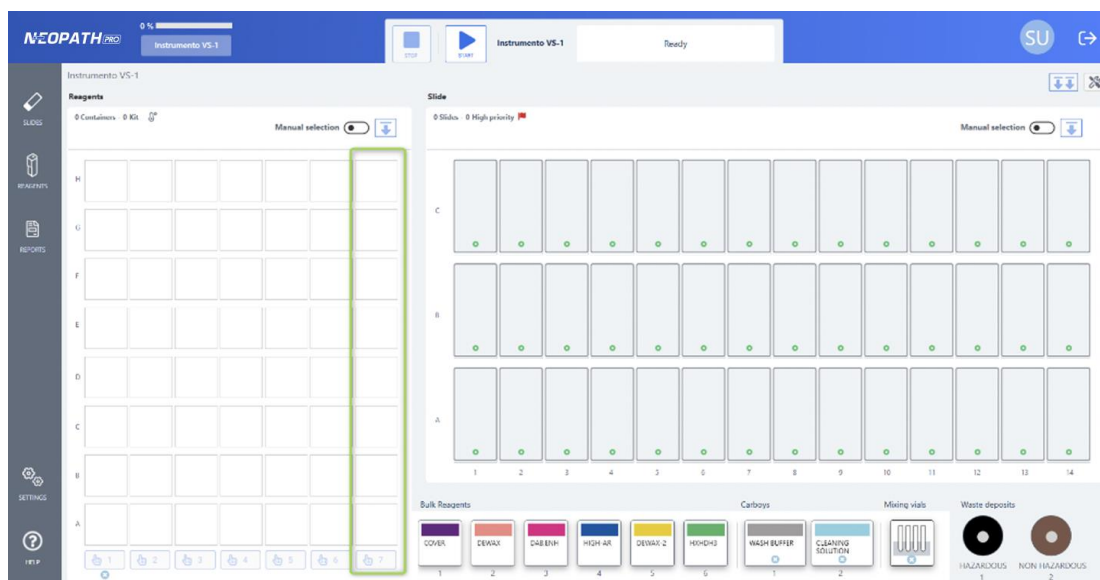 NEOPATH PRO
0 %
Instrumento VS-1
STOP
START
Instrumento VS-1
Ready
SU
Instrumento VS-1
Reagents
0 Containers 0 Kit
Manual selection
H
G
F
E
D
C
B
A
1 2 3 4 5 6 7
Slide
0 Slides - 0 High priority
Manual selection
C
B
A
1 2 3 4 5 6 7 8 9 10 11 12 13 14
SLIDES
REAGENTS
REPORTS
SETTINGS
HELP
Bulk Reagents
COVER DEWAX DAB ENH HIGH-AR DEWAX-2 HXHDH3
1 2 3 4 5 6
Carboys
WASH BUFFER
CLEANING
SOLUTION
1 2
Mixing vials
Waste deposits
HAZARDOUS NON HAZARDOUS
1 2